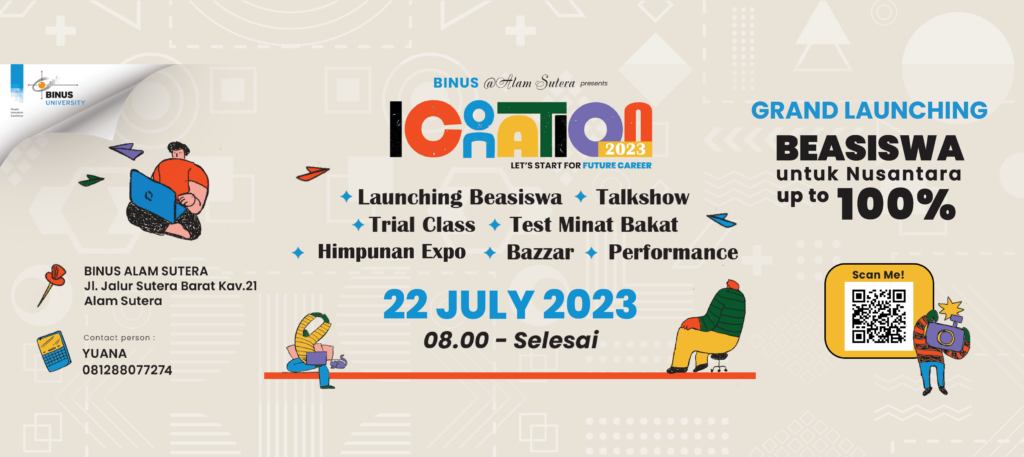 BINUS
UNIVERSITY
BINUS @Alam Sutera presents
ICONATION
2023
LET'S START FOR FUTURE CAREER
Launching Beasiswa Talkshow
Trial Class Test Minat Bakat
Himpunan Expo Bazzar Performance
22 JULY 2023
08.00 - Selesai
GRAND LAUNCHING
BEASISWA
untuk Nusantara
up to 100%
BINUS ALAM SUTERA
Jl. Jalur Sutera Barat Kav.21
Alam Sutera
Contact person :
YUANA
081288077274
Scan Me!